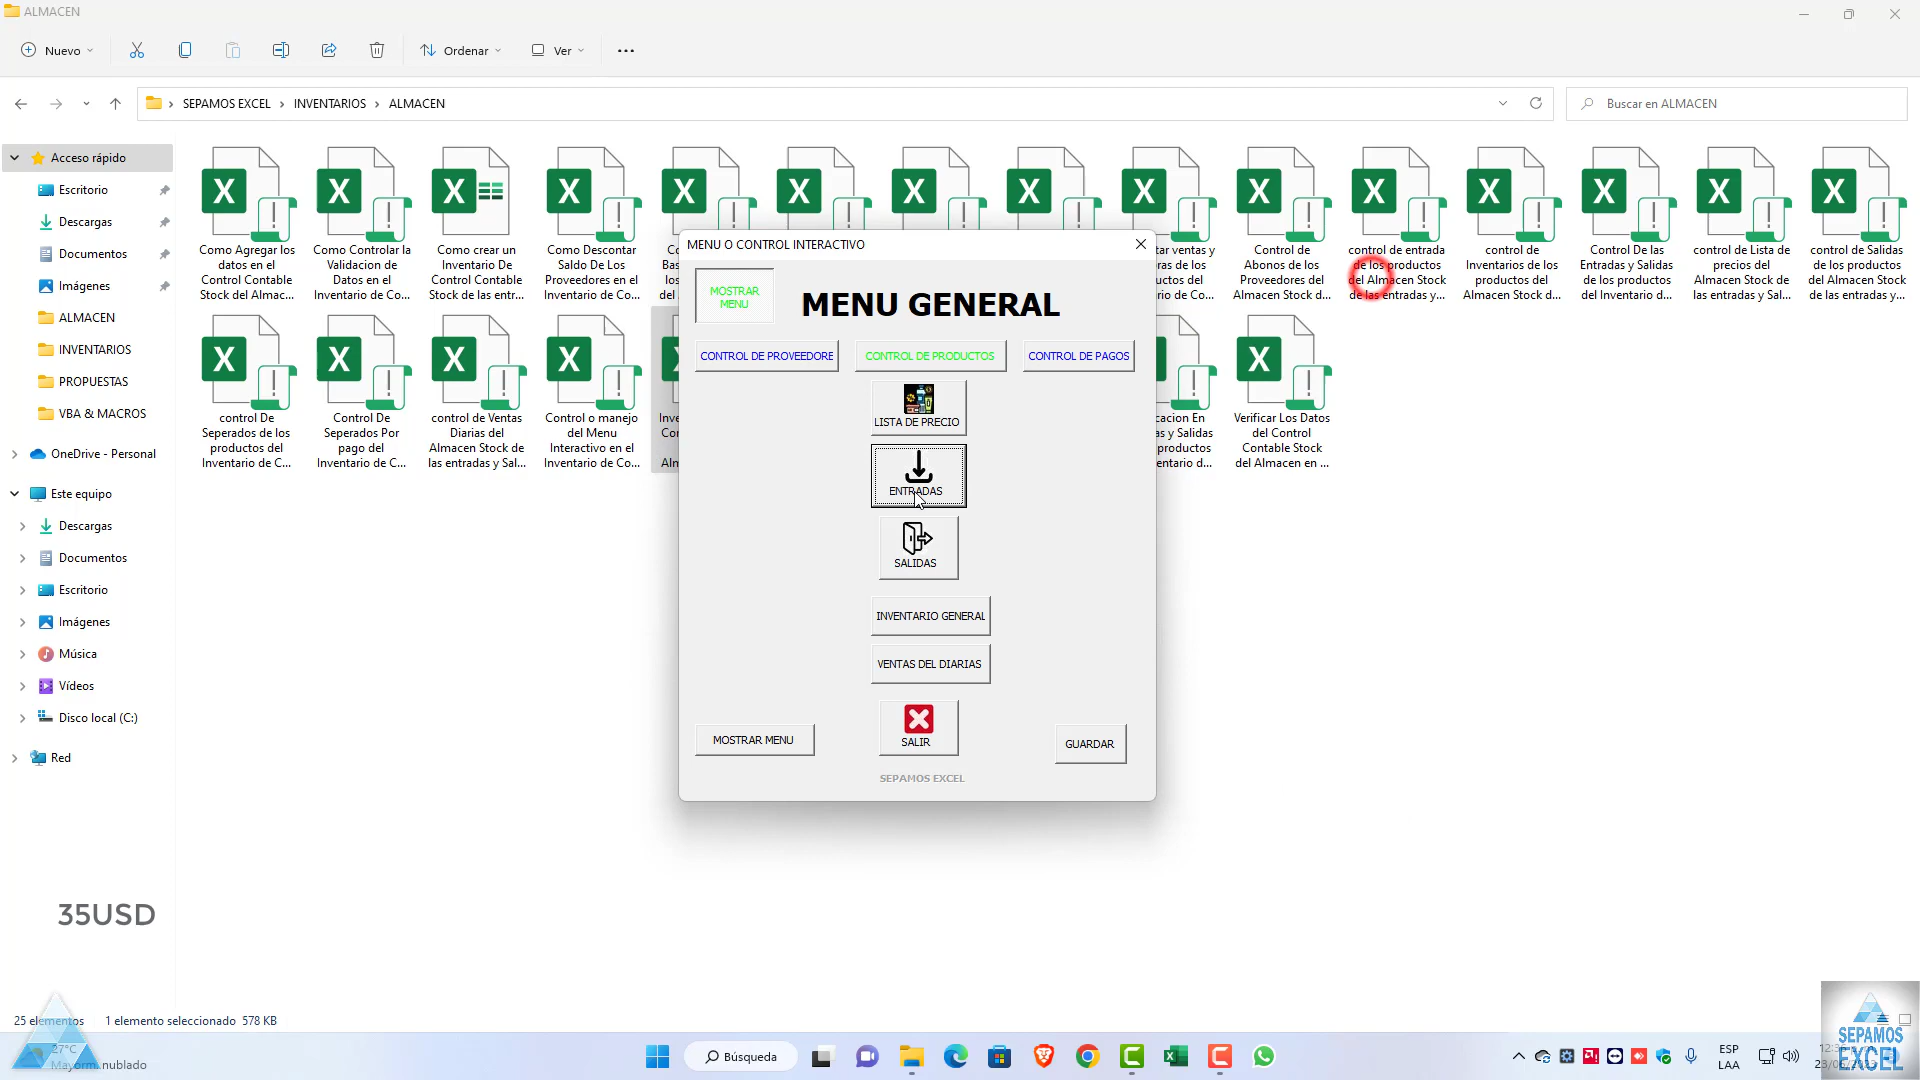 ALMACEN
Nuevo
Ordenar
Ver
SEPAMOS EXCEL > INVENTARIOS > ALMACEN
Buscar en ALMACEN
Acceso rápido
Escritorio
Descargas
Documentos
Imágenes
ALMACEN
INVENTARIOS
PROPUESTAS
VBA & MACROS
OneDrive - Personal
Este equipo
Descargas
Documentos
Escritorio
Imágenes
Música
Vídeos
Disco local (C:)
Red
Como Agregar los
datos en el
Control Contable
Stock del Almac...
Como Controlar la
Validacion de
Datos en el
Inventario de Co...
Como crear un
Inventario De
Control Contable
Stock de las entr...
Como Descontar
Saldo De Los
Proveedores en el
Inventario de Co...
Control de
Abonos de los
Proveedores del
Almacen Stock d...
control de entrada
de los productos
del Almacen Stock
de las entradas y...
control de
Inventarios de los
productos del
Almacen Stock d...
Control De las
Entradas y Salidas
de los productos
del Inventario d...
control de Lista de
precios del
Almacen Stock de
las entradas y Sal...
control de Salidas
de los productos
del Almacen Stock
de las entradas y...
control De
Seperados de los
productos del
Inventario de C...
Control De
Seperados Por
pago del
Inventario de C...
control de Ventas
Diarias del
Almacen Stock de
las entradas y Sal...
Control o manejo
del Menu
Interactivo en el
Inventario de Co...
Verificar Los Datos
del Control
Contable Stock
del Almacen en ...
MENU O CONTROL INTERACTIVO
MOSTRAR
MENU
MENU GENERAL
CONTROL DE PROVEEDORE
CONTROL DE PRODUCTOS
CONTROL DE PAGOS
LISTA DE PRECIO
ENTRADAS
SALIDAS
INVENTARIO GENERAL
VENTAS DEL DIARIAS
MOSTRAR MENU
SALIR
GUARDAR
SEPAMOS EXCEL
35USD
25 elementos
1 elemento seleccionado 578 KB
27°C
Búsqueda
ESP
LAA
SEPAMOS
EXCEL